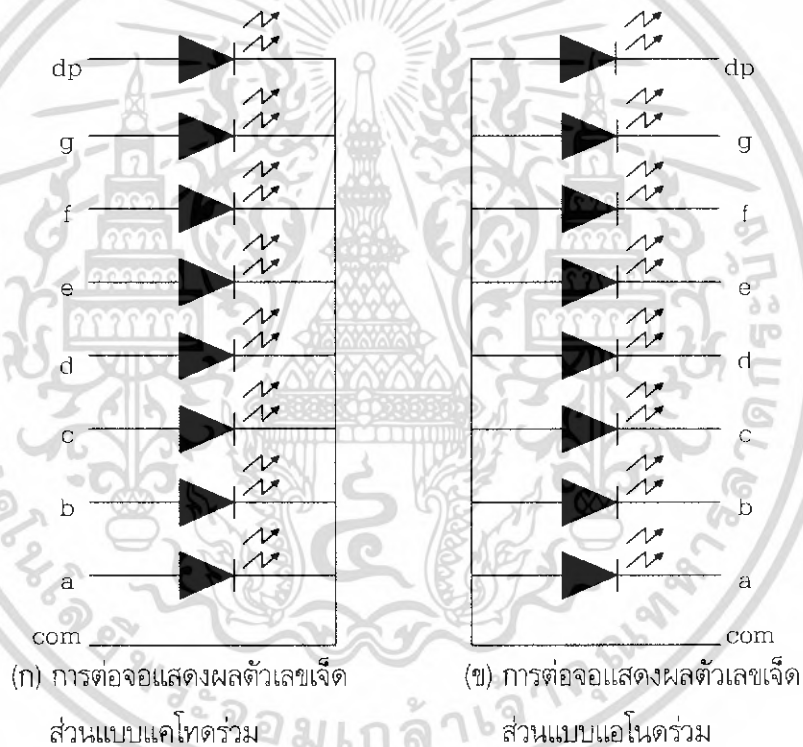 dp
g
f
e
d
c
b
a
com
(ก) การต่อจอแสดงผลตัวเลขเจ็ด
ส่วนแบบแคโทดร่วม
dp
g
f
e
d
c
b
a
com
(ข) การต่อจอแสดงผลตัวเลขเจ็ด
ส่วนแบบแอโนดร่วม